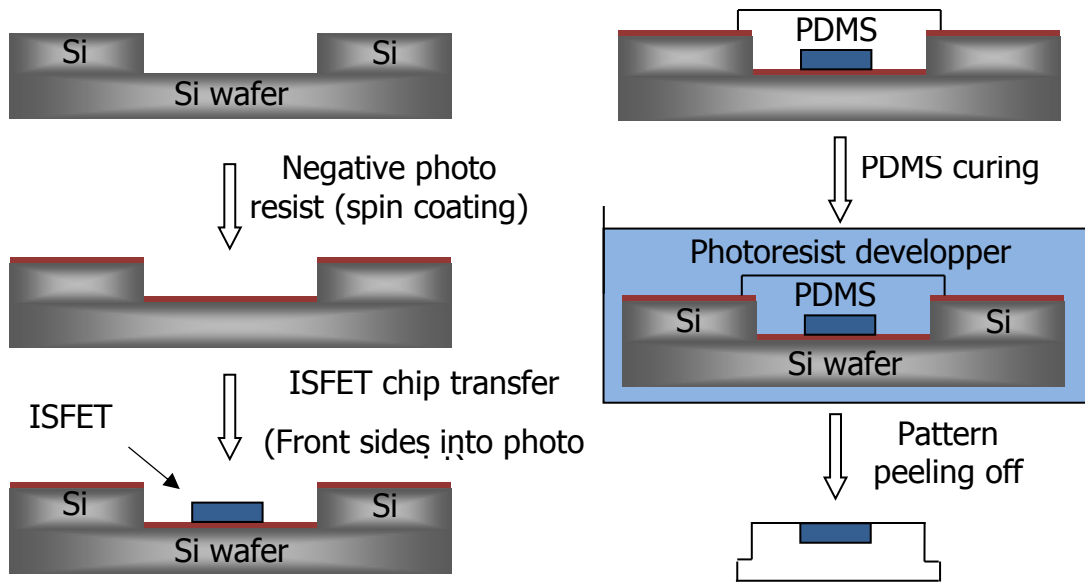 Si
Si
Si wafer
Negative photo
resist (spin coating)
ISFET chip transfer
(Front sides into photo
ISFET
Si
Si
Si wafer
PDMS
PDMS curing
Photoresist developper
PDMS
Si
Si
Si wafer
Pattern
peeling off